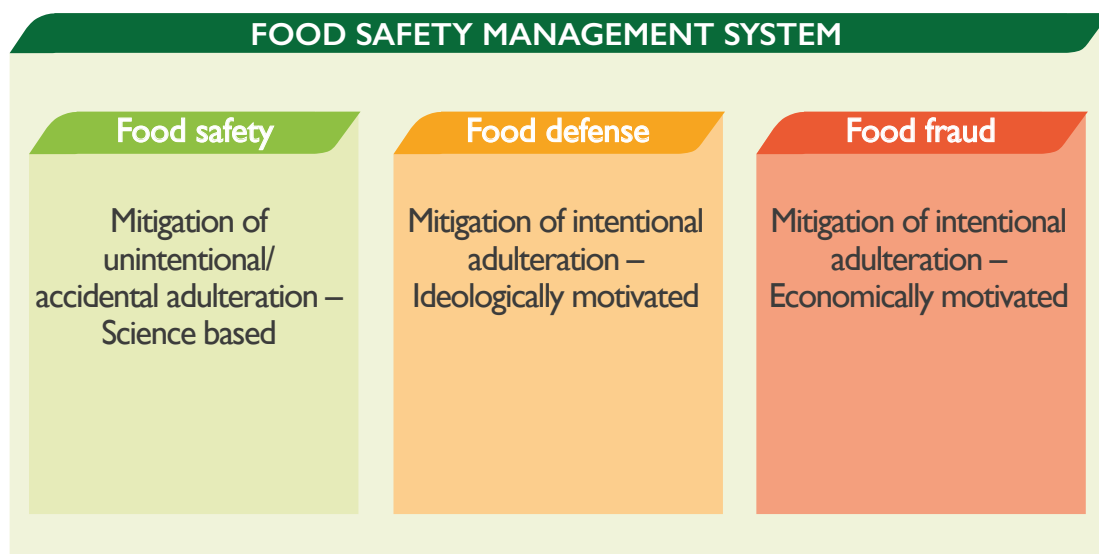 FOOD SAFETY MANAGEMENT SYSTEM
Food safety
Mitigation of
unintentional/
accidental adulteration –
Science based
Food defense
Mitigation of intentional
adulteration –
Ideologically motivated
Food fraud
Mitigation of intentional
adulteration –
Economically motivated